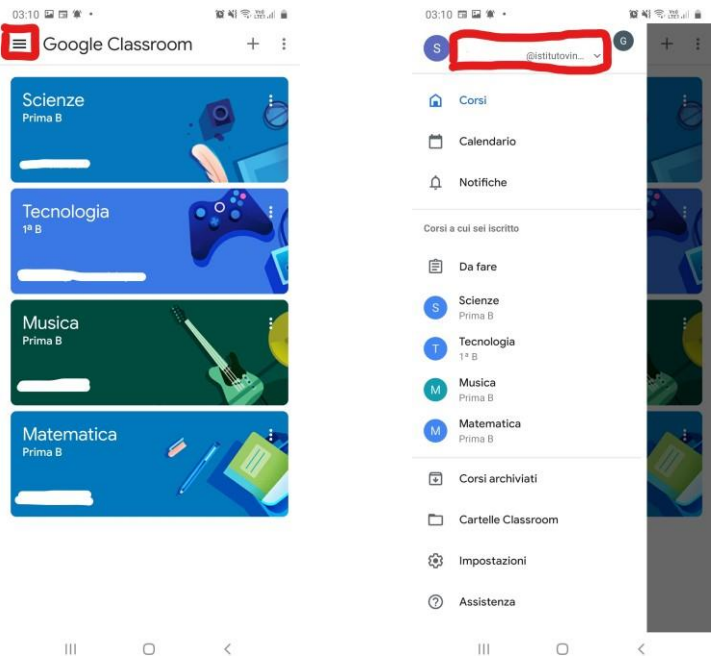 03:10
Google Classroom
Scienze
Prima B
Tecnologia
1ª B
Musica
Prima B
Matematica
Prima B
03:10
S
@istitutovin...
G
Corsi
Calendario
Notifiche
Corsi a cui sei iscritto
Da fare
S
Scienze
Prima B
T
Tecnologia
1ª B
M
Musica
Prima B
M
Matematica
Prima B
Corsi archiviati
Cartelle Classroom
Impostazioni
Assistenza